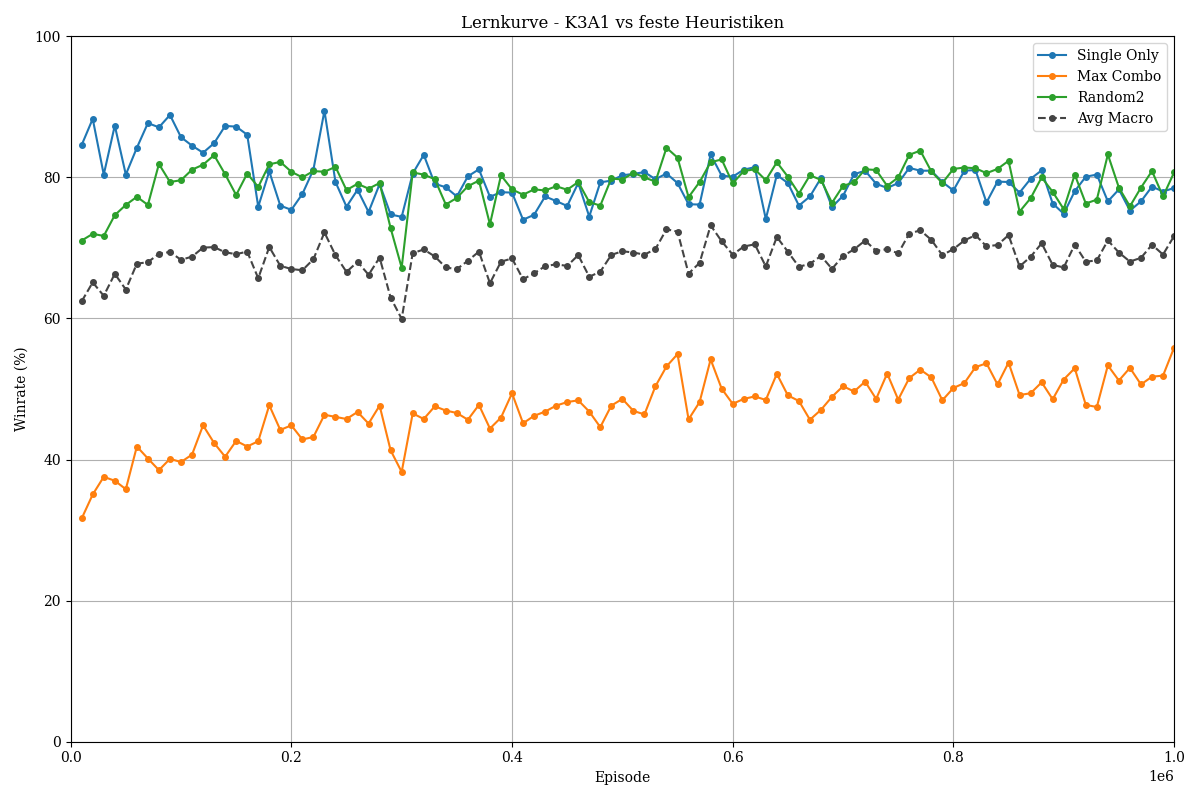 Lernkurve - K3A1 vs feste Heuristiken
Single Only
Max Combo
Random2
Avg Macro
Winrate (%)
100
80
60
40
20
0
0.0
0.2
0.4
0.6
0.8
1.0
1e6
Episode